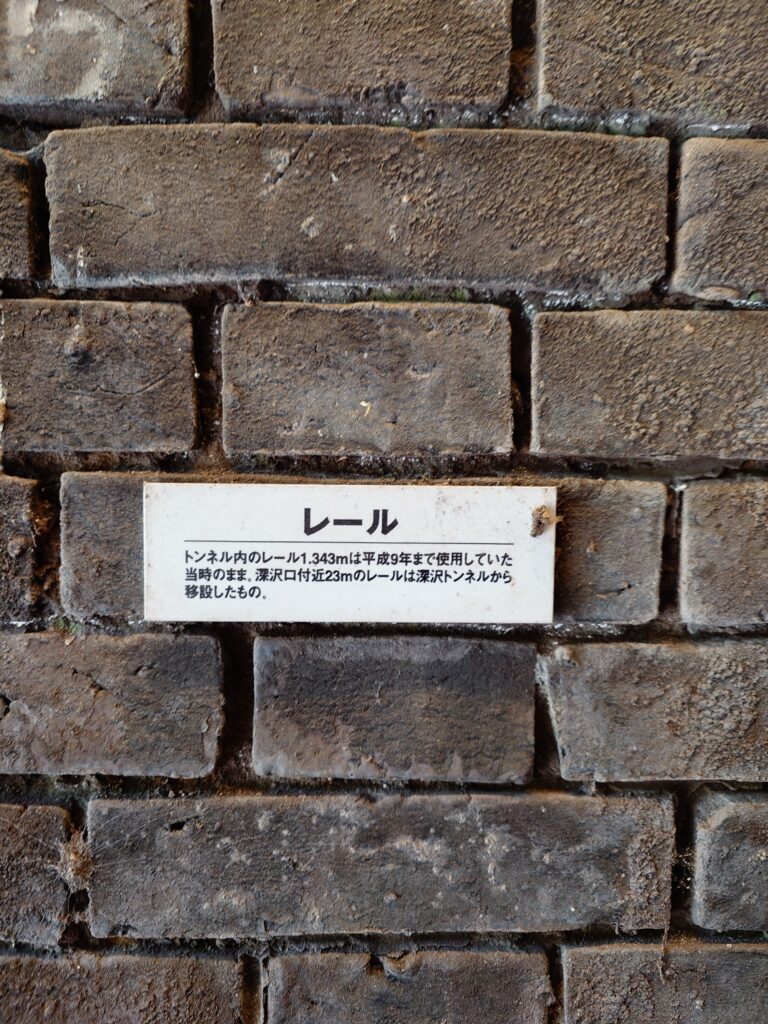 レール
トンネル内のレール1.343mは平成9年まで使用していた
当時のまま。深沢口付近23mのレールは深沢トンネルから
移設したもの。